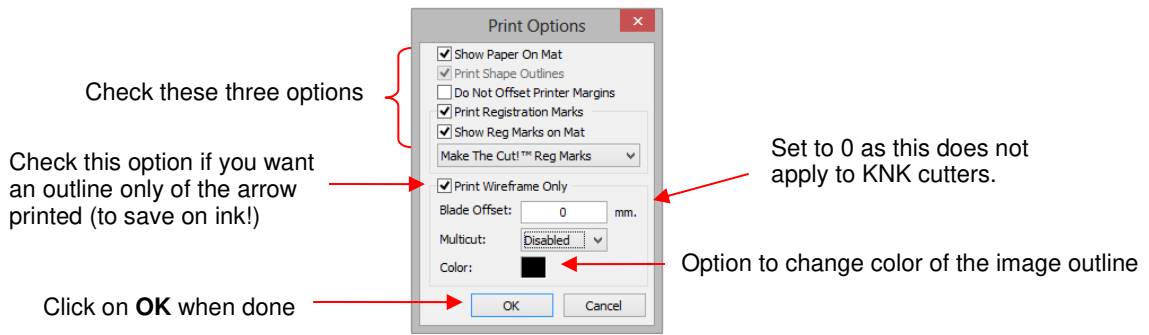 Print Options
Show Paper On Mat
Print Shape Outlines
Do Not Offset Printer Margins
Print Registration Marks
Show Reg Marks on Mat
Make The Cut!™ Reg Marks
Print Wireframe Only
Blade Offset: 0 mm.
Multicut: Disabled
Color:
OK Cancel
Check these three options
Check this option if you want
an outline only of the arrow
printed (to save on ink!)
Set to 0 as this does not
apply to KNK cutters.
Option to change color of the image outline
Click on OK when done